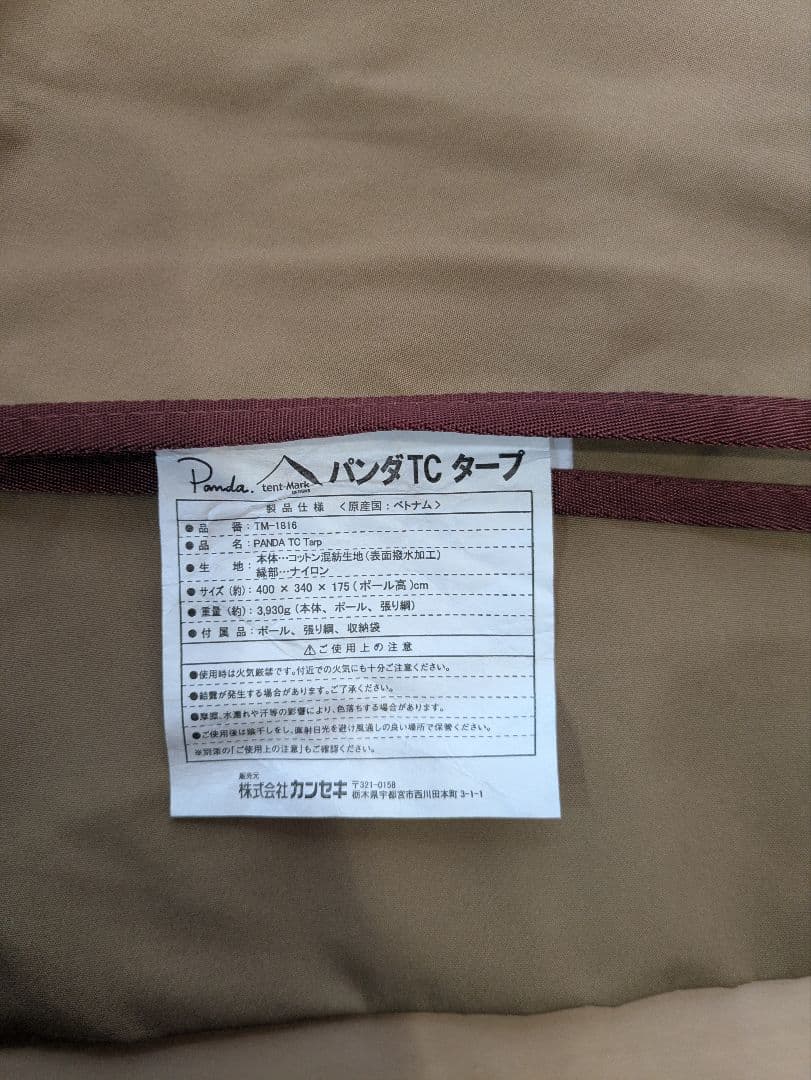 Panda. tent-Mark DESIGNS パンダTC タープ
製品仕様 <原産国:ベトナム>
●品 番:TM-1816
●品 名:PANDA TC Tarp
●生 地:本体…コットン混紡生地(表面撥水加工)
縁部…ナイロン
●サイズ(約):400 × 340 × 175(ポール高)cm
●重量(約):3,930g(本体、ポール、張り綱)
●付属品:ポール、張り綱、収納袋
⚠ご使用上の注意
●使用時は火気厳禁です。付近での火気にも十分ご注意ください。
●結露が発生する場合があります。ご了承ください。
●摩擦、水濡れや汗等の影響により、色落ちする場合があります。
●ご使用後は陰干しをし、直射日光を避け風通しの良い場所で保管ください。
※別添の「ご使用上の注意」もご確認ください。
販売元
株式会社カンセキ 〒321-0158
栃木県宇都宮市西川田本町 3-1-1